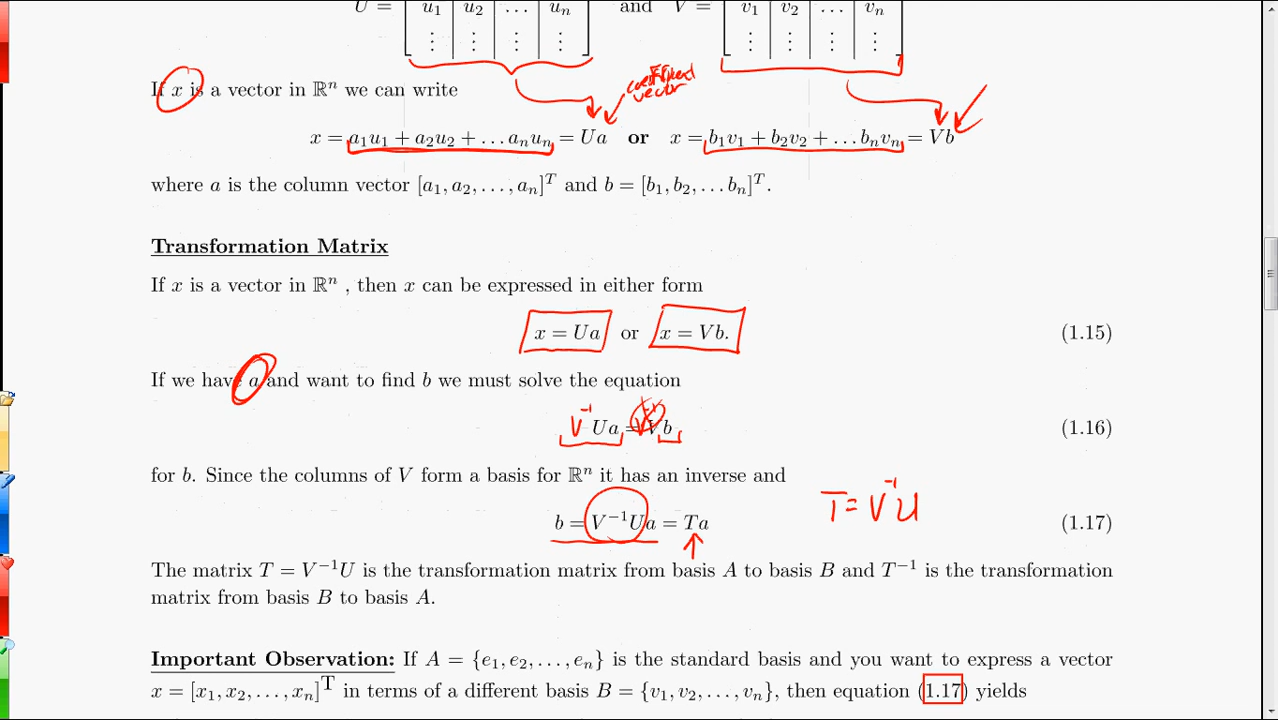 U = [ u₁ | u₂ | … | uₙ ] and V = [ v₁ | v₂ | … | vₙ ]
⋮ ⋮ ⋮ ⋮ ⋮ ⋮ ⋮ ⋮
coefficient vector
If x is a vector in ℝⁿ we can write
x = a₁u₁ + a₂u₂ + …aₙuₙ = Ua or x = b₁v₁ + b₂v₂ + …bₙvₙ = Vb
where a is the column vector [a₁, a₂, …, aₙ]ᵀ and b = [b₁, b₂, …bₙ]ᵀ.
Transformation Matrix
If x is a vector in ℝⁿ , then x can be expressed in either form
x = Ua or x = Vb. (1.15)
If we have a and want to find b we must solve the equation
V⁻¹ Ua = V⁻¹ Vb (1.16)
for b. Since the columns of V form a basis for ℝⁿ it has an inverse and
b = V⁻¹Ua = Ta (1.17)
T = V⁻¹U
The matrix T = V⁻¹U is the transformation matrix from basis A to basis B and T⁻¹ is the transformation
matrix from basis B to basis A.
Important Observation: If A = {e₁, e₂, …, eₙ} is the standard basis and you want to express a vector
x = [x₁, x₂, …, xₙ]ᵀ in terms of a different basis B = {v₁, v₂, …, vₙ}, then equation (1.17) yields